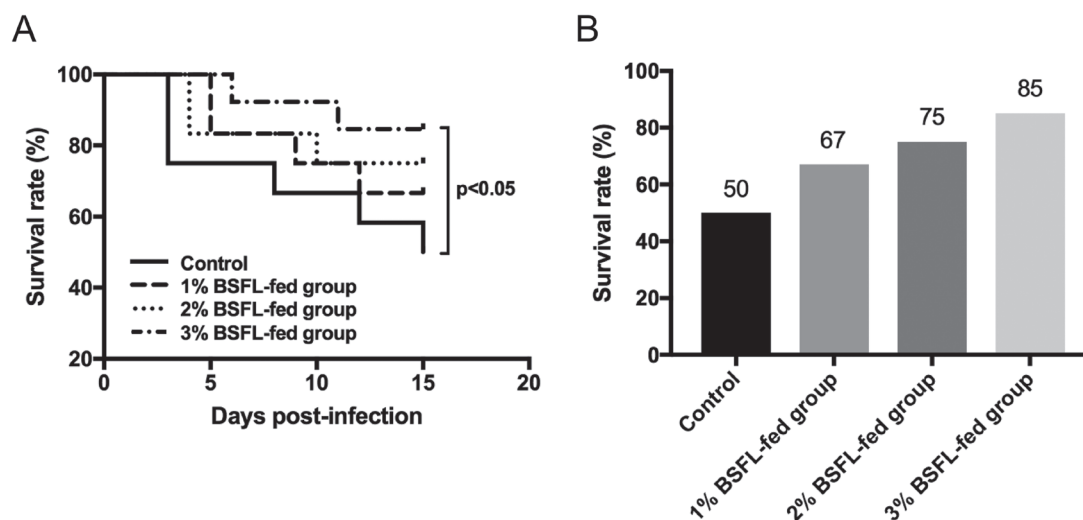 A
Survival rate (%)
100
80
60
40
20
0
5
10
15
20
Days post-infection
Control
1% BSFL-fed group
2% BSFL-fed group
3% BSFL-fed group
p<0.05
B
Survival rate (%)
100
80
60
40
20
0
50
67
75
85
Control
1% BSFL-fed group
2% BSFL-fed group
3% BSFL-fed group